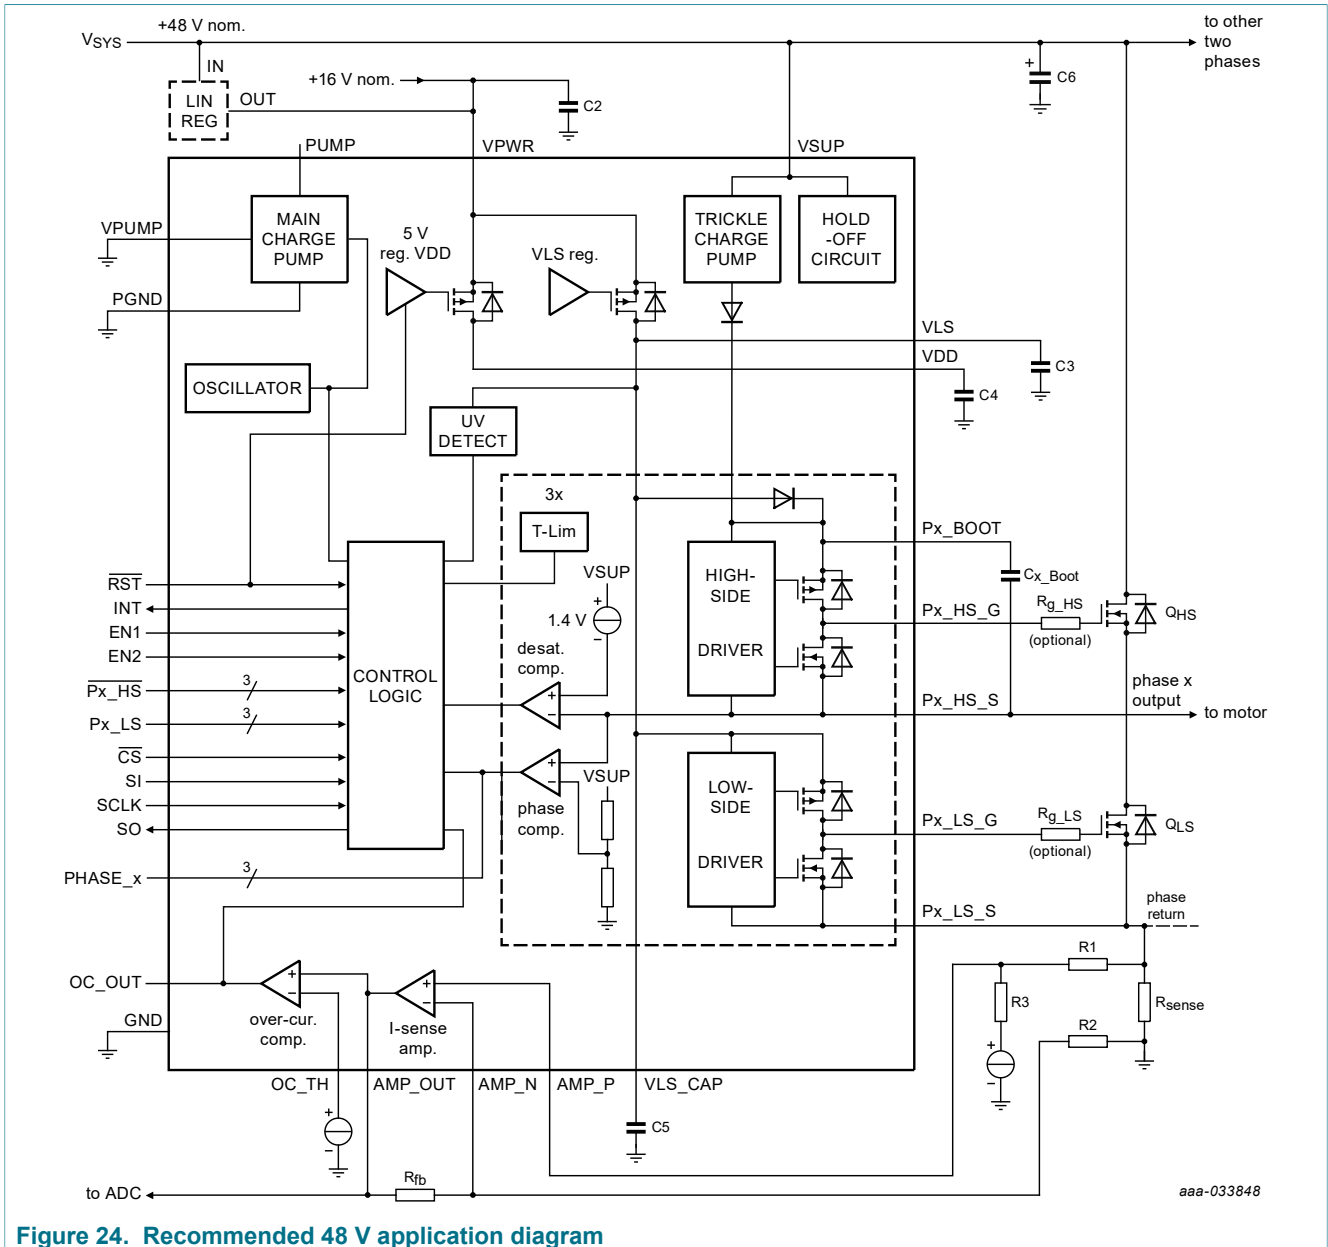 +48 V nom.
VSYS
to other
two
phases
IN
+16 V nom.
+
C6
LIN
REG
OUT
C2
PUMP
VPWR
VSUP
MAIN
CHARGE
PUMP
VPUMP
5 V
reg. VDD
VLS reg.
TRICKLE
CHARGE
PUMP
HOLD
-OFF
CIRCUIT
PGND
VLS
VDD
C3
C4
OSCILLATOR
UV
DETECT
3x
T-Lim
Px_BOOT
VSUP
HIGH-
SIDE
DRIVER
Cx_Boot
RST
INT
EN1
EN2
+
1.4 V
−
Px_HS_G
Rg_HS
(optional)
QHS
desat.
comp.
CONTROL
LOGIC
Px_HS
3
Px_LS
3
+
−
Px_HS_S
phase x
output
to motor
CS
SI
SCLK
SO
+
−
VSUP
phase
comp.
LOW-
SIDE
DRIVER
Px_LS_G
Rg_LS
(optional)
QLS
PHASE_x
3
Px_LS_S
phase
return
R1
OC_OUT
+
−
over-cur.
comp.
+
−
I-sense
amp.
R3
Rsense
GND
R2
+
−
OC_TH
AMP_OUT
AMP_N
AMP_P
VLS_CAP
+
−
C5
Rfb
to ADC
aaa-033848
Figure 24. Recommended 48 V application diagram